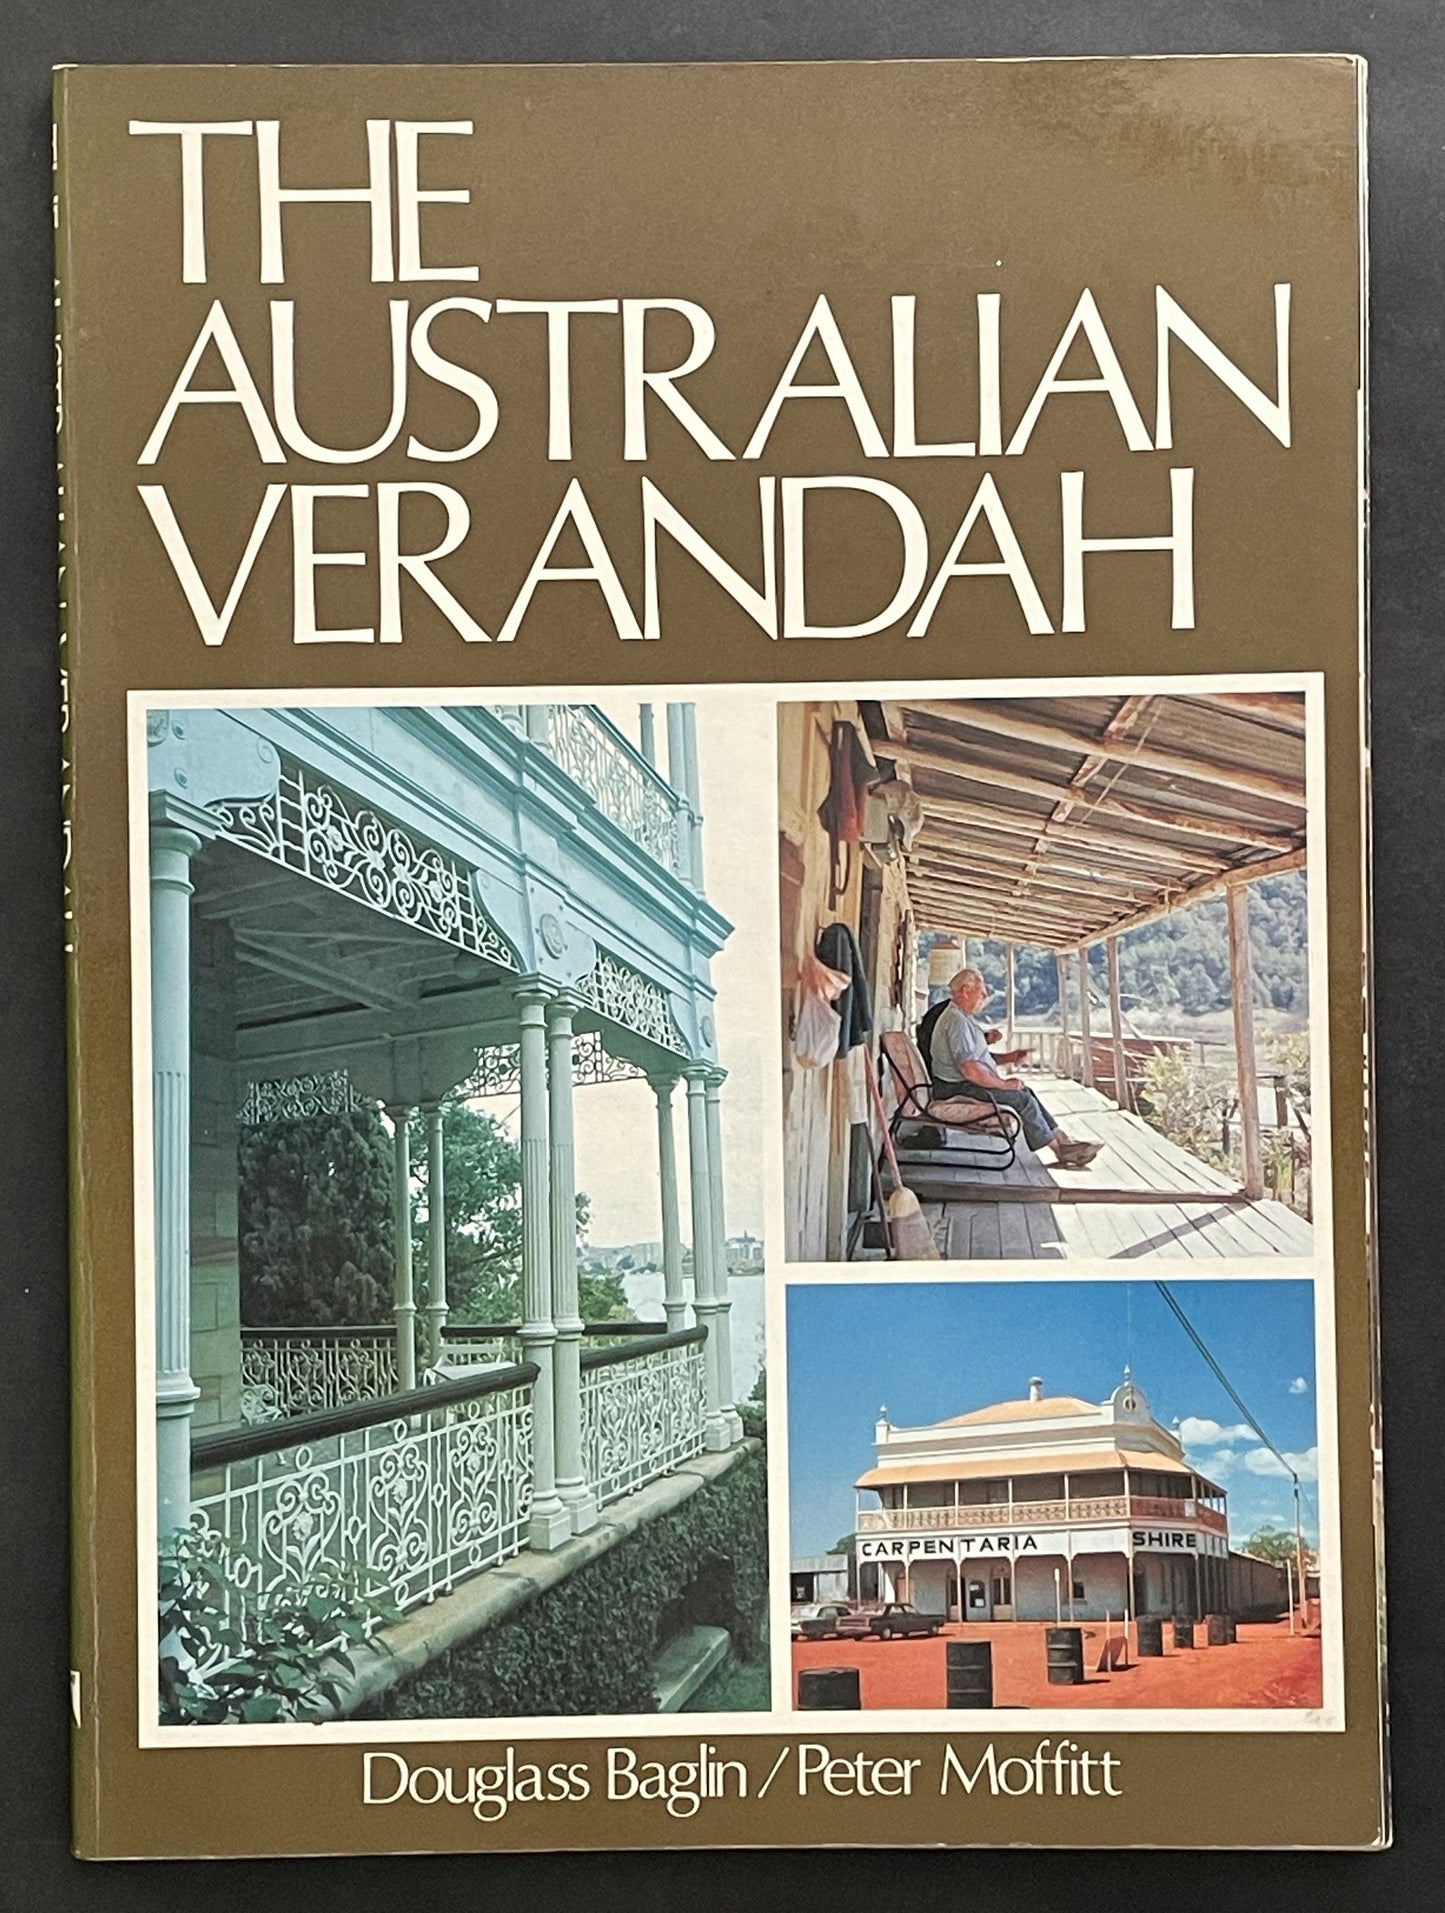 THE
AUSTRALIAN
VERANDAH
CARPENTARIA SHIRE
Douglass Baglin/Peter Moffitt